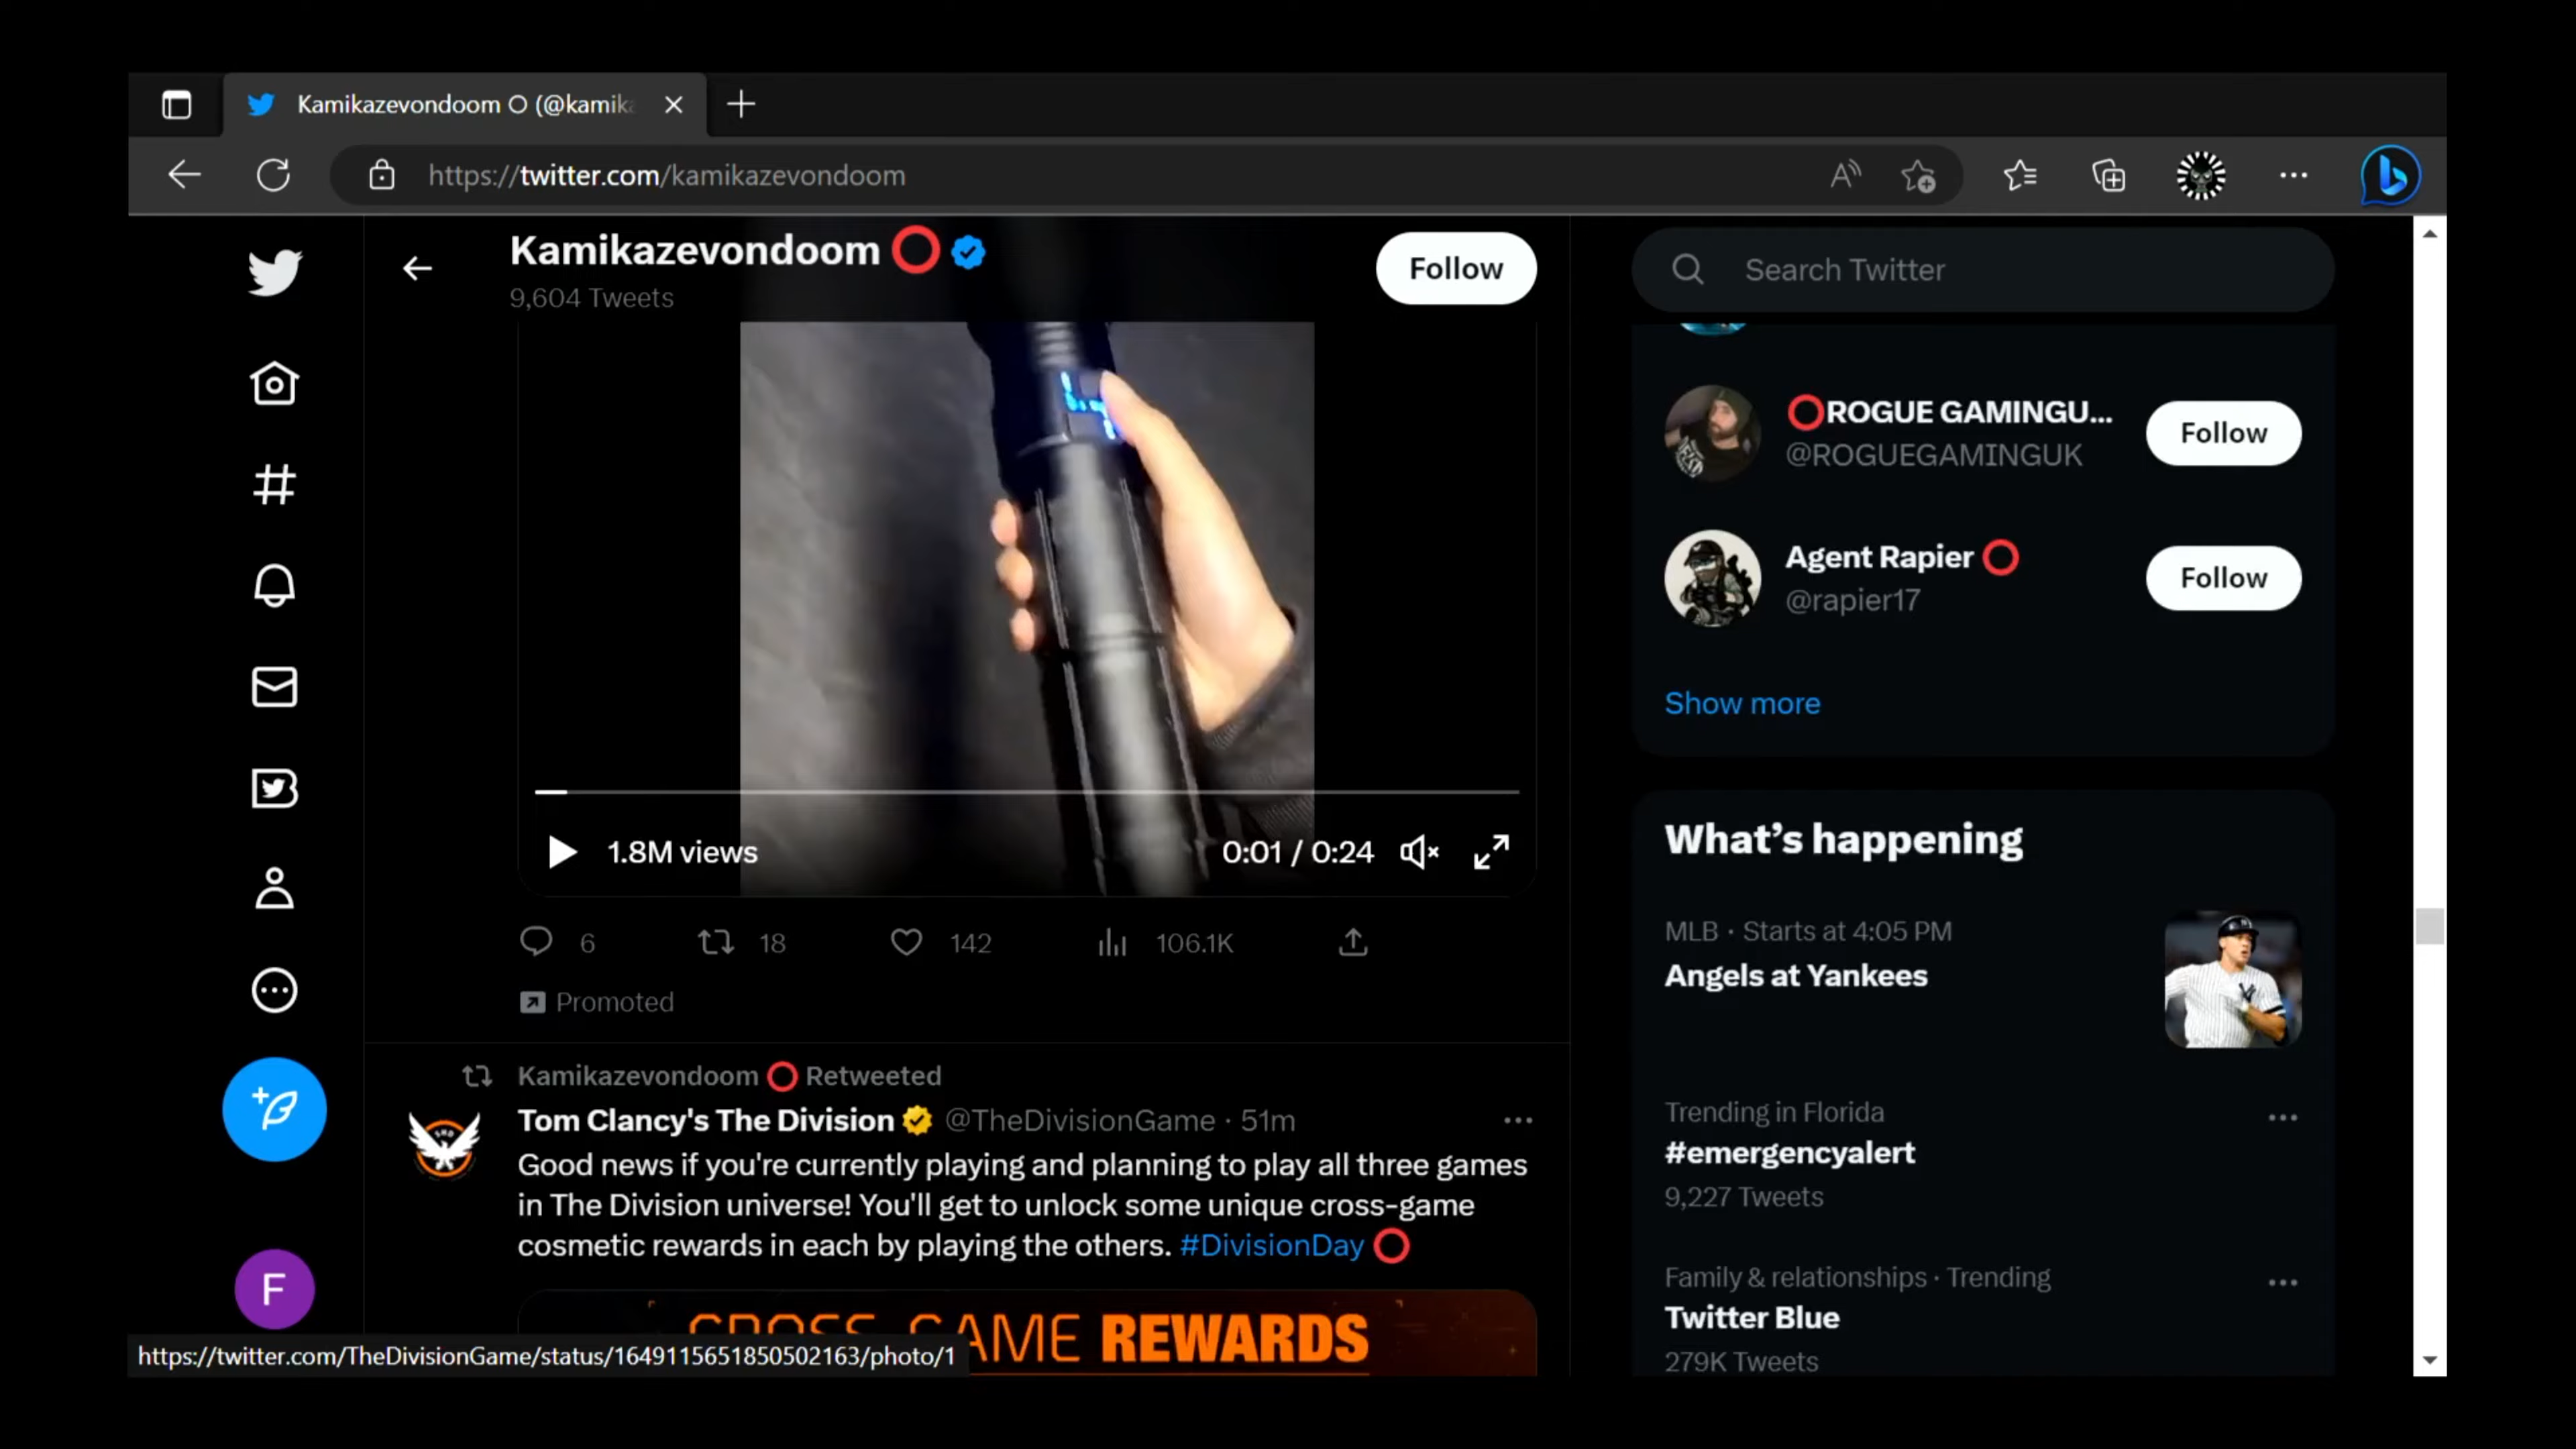 Kamikazevondoom ⭕ (@kamik
https://twitter.com/kamikazevondoom
Kamikazevondoom ⭕
9,604 Tweets
Follow
Search Twitter
⭕ROGUE GAMINGU...
@ROGUEGAMINGUK
Follow
Agent Rapier ⭕
@rapier17
Follow
Show more
1.8M views
0:01 / 0:24
6
18
142
106.1K
Promoted
Kamikazevondoom ⭕ Retweeted
Tom Clancy's The Division @TheDivisionGame · 51m
Good news if you're currently playing and planning to play all three games
in The Division universe! You'll get to unlock some unique cross-game
cosmetic rewards in each by playing the others. #DivisionDay ⭕
CROSS-GAME REWARDS
What's happening
MLB · Starts at 4:05 PM
Angels at Yankees
Trending in Florida
#emergencyalert
9,227 Tweets
Family & relationships · Trending
Twitter Blue
279K Tweets
F
https://twitter.com/TheDivisionGame/status/1649115651850502163/photo/1